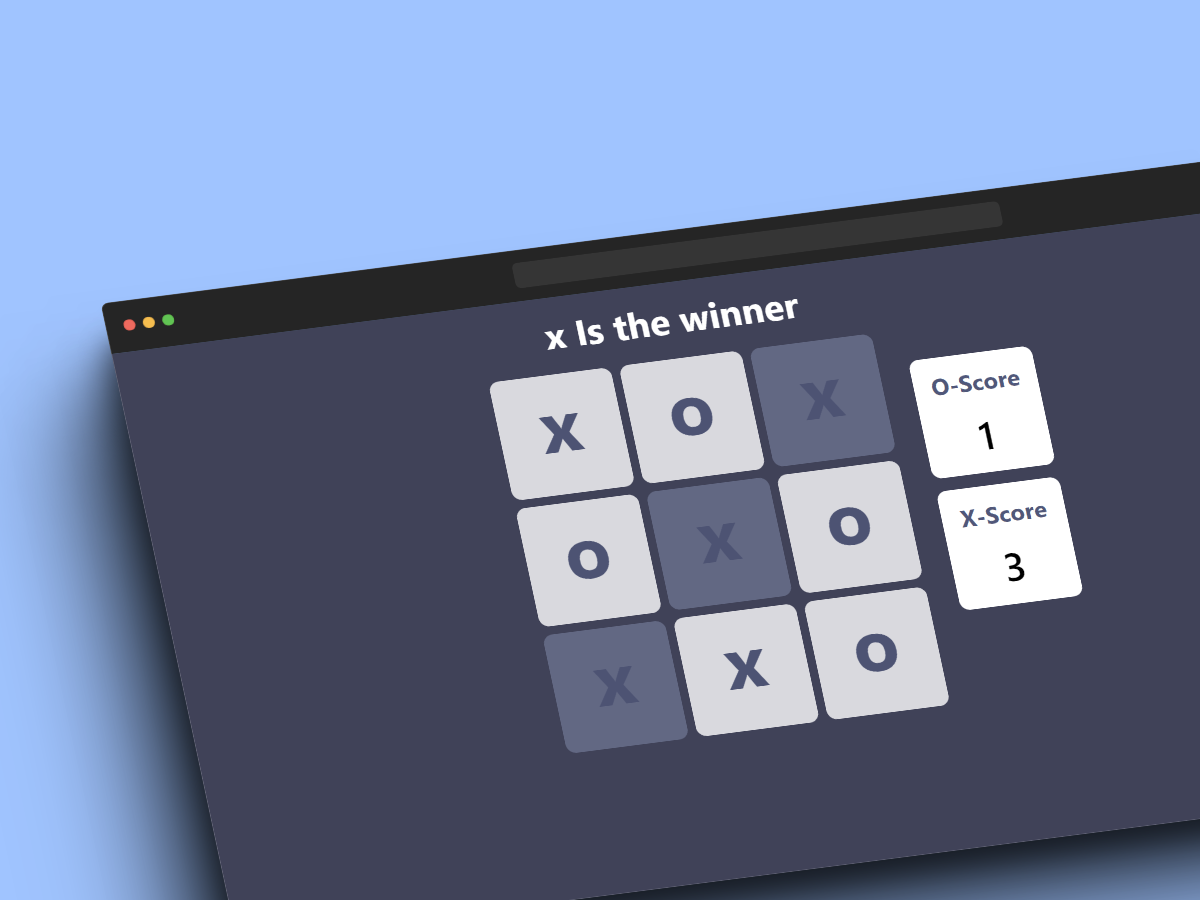 x Is the winner
X O X
O X O
X X O
O-Score
1
X-Score
3